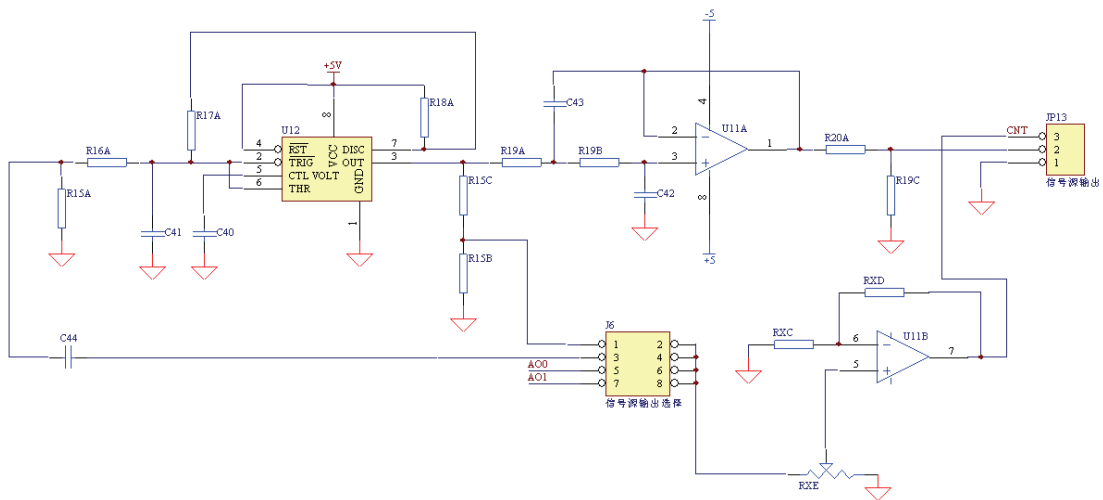 -5
+5V
R17A
R18A
C43
U12
8
4
U11A
JP13
CNT
3
2
1
信号源输出
R16A
4
2
5
6
RST
TRIG
CTL VOLT
THR
VCC
DISC
OUT
GND
7
3
1
R19A
R19B
2
3
1
R20A
R15A
C41
C40
R15C
C42
8
R19C
+5
R15B
RXD
J6
RXC
U11B
6
5
7
C44
AO0
AO1
1
3
5
7
2
4
6
8
信号源输出选择
RXE